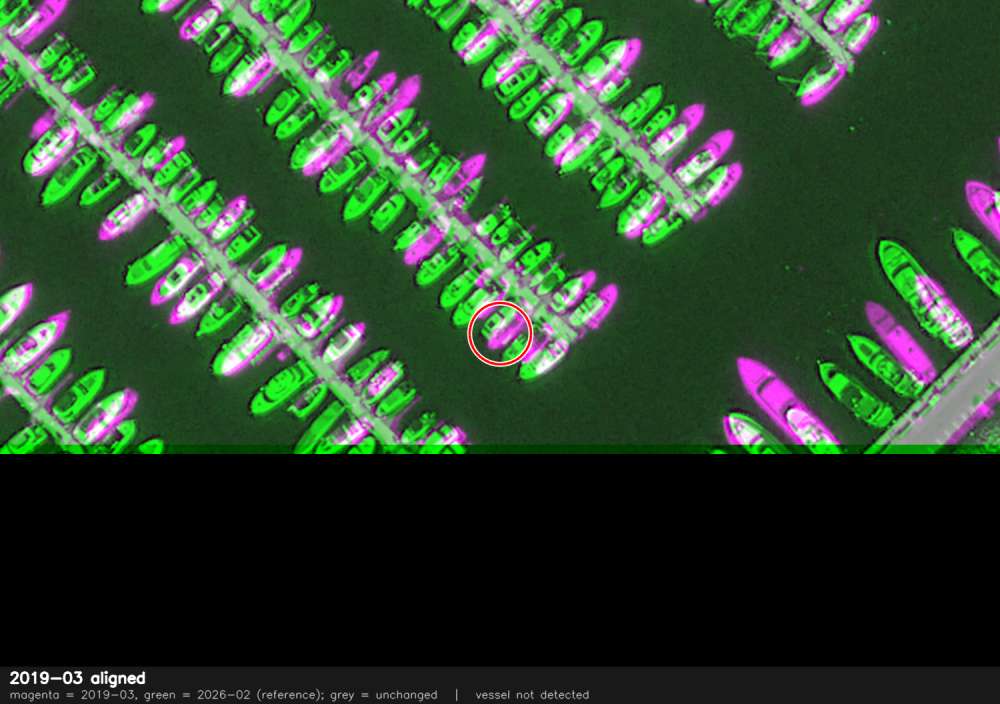 2019-03 aligned
magenta = 2019-03, green = 2026-02 (reference); grey = unchanged | vessel not detected